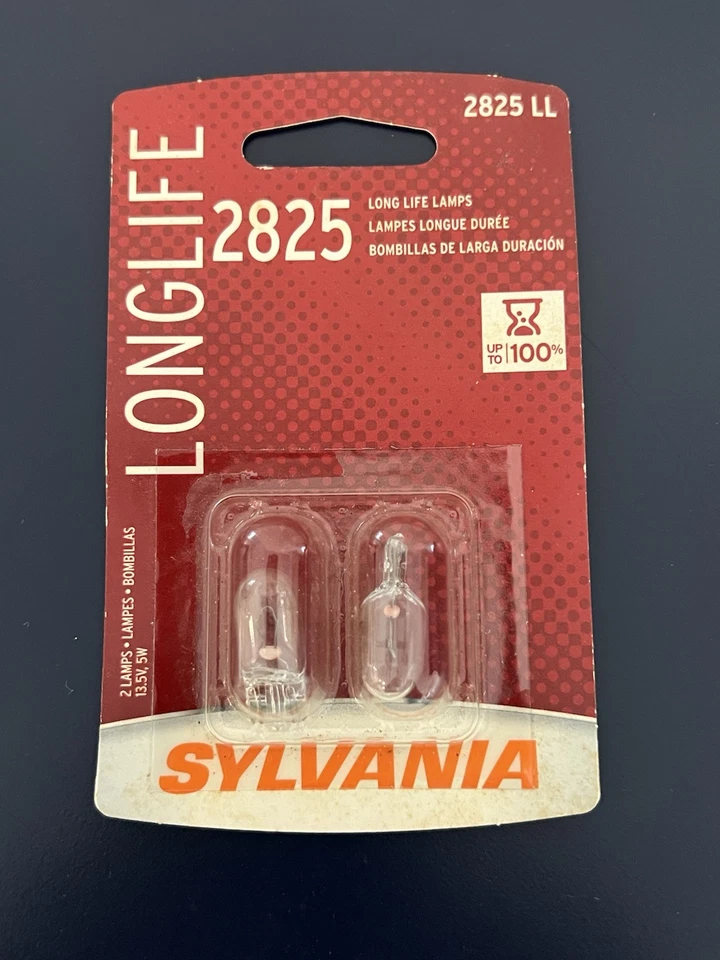 2825 LL
LONGLIFE
2825
LONG LIFE LAMPS
LAMPES LONGUE DURÉE
BOMBILLAS DE LARGA DURACIÓN
UP TO 100%
2 LAMPS • LAMPES • BOMBILLAS
13.5V, 5W
SYLVANIA